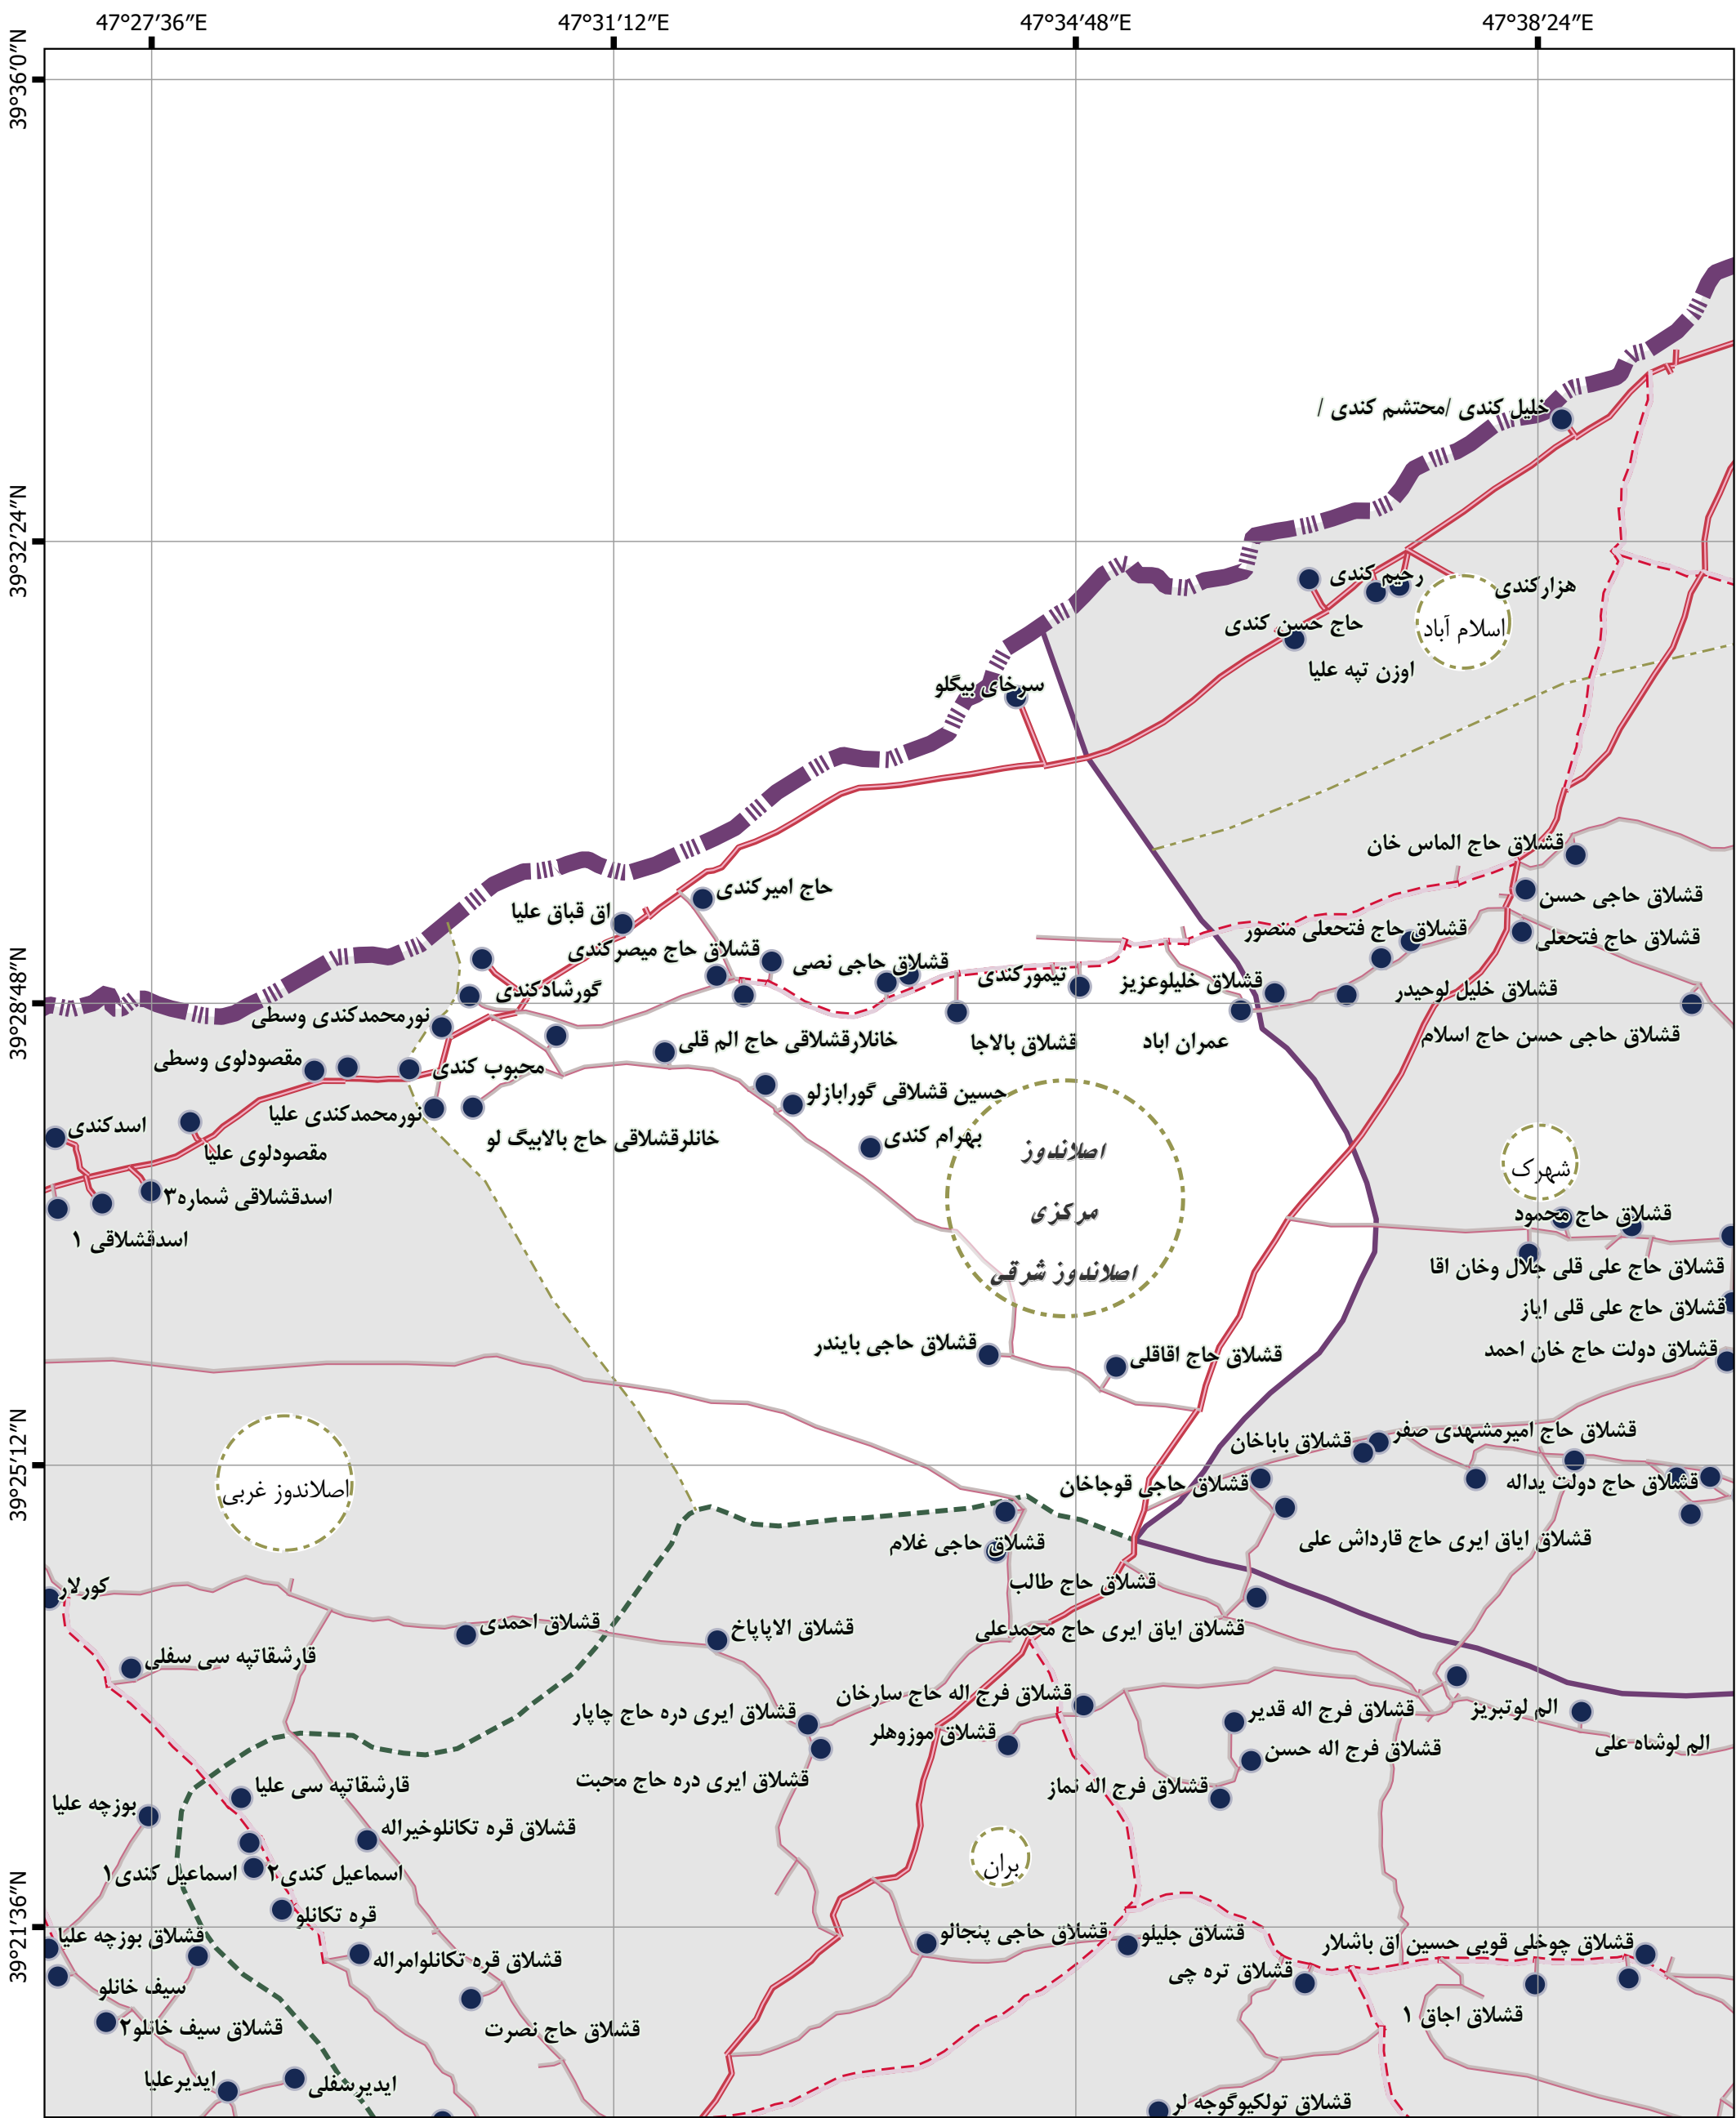 47°27′36″E
47°31′12″E
47°34′48″E
47°38′24″E
39°36′0″N
39°32′24″N
39°28′48″N
39°25′12″N
39°21′36″N
خلیل کندی /محتشم کندی /
رحیم کندی
هزارکندی
حاج حسن کندی
اسلام آباد
اوزن تپه علیا
سرخای بیگلو
قشلاق حاج الماس خان
حاج امیرکندی
قشلاق حاجی حسن
اق قباق علیا
قشلاق حاج فتحعلی منصور
قشلاق حاج فتحعلی
قشلاق حاج میصرکندی
قشلاق حاجی نصی
تیمورکندی
قشلاق خلیلوعزیز
قشلاق خلیل لوحیدر
گورشادکندی
نورمحمدکندی وسطی
خانلارقشلاقی حاج الم قلی
قشلاق بالاجا
عمران اباد
قشلاق حاجی حسن حاج اسلام
مقصودلوی وسطی
محبوب کندی
حسین قشلاقی گورابازلو
نورمحمدکندی علیا
اسدکندی
خانلرقشلاقی حاج بالابیگ لو
بهرام کندی
مقصودلوی علیا
اصلاندوز
مرکزی
اصلاندوز شرقی
شهرک
اسدقشلاقی شماره۳
اسدقشلاقی ۱
قشلاق حاج محمود
قشلاق حاج علی قلی جلال وخان اقا
قشلاق حاج علی قلی ایاز
قشلاق حاجی بایندر
قشلاق حاج اقاقلی
قشلاق دولت حاج خان احمد
قشلاق باباخان
قشلاق حاج امیرمشهدی صفر
قشلاق حاجی قوجاخان
قشلاق حاج دولت یداله
اصلاندوز غربی
قشلاق حاجی غلام
قشلاق ایاق ایری حاج قارداش علی
قشلاق حاج طالب
کورلار
قشلاق احمدی
قشلاق الاپاپاخ
قشلاق ایاق ایری حاج محمدعلی
قارشقاتپه سی سفلی
قشلاق فرج اله حاج سارخان
قشلاق ایری دره حاج چاپار
قشلاق موزوهلر
قشلاق فرج اله قدیر
الم لوتبریز
الم لوشاه علی
قشلاق فرج اله حسن
قشلاق ایری دره حاج محبت
قشلاق فرج اله نماز
قارشقاتپه سی علیا
بوزچه علیا
قشلاق قره تکانلوخیراله
اسماعیل کندی۱
اسماعیل کندی۲
بران
قره تکانلو
قشلاق بوزچه علیا
قشلاق حاجی پنجالو
قشلاق جلیلو
قشلاق چوخلی قویی حسین اق باشلار
قشلاق قره تکانلوامراله
قشلاق تره چی
سیف خانلو
قشلاق سیف خانلو۲
قشلاق حاج نصرت
قشلاق اجاق ۱
ایدیرعلیا
ایدیرسفلی
قشلاق تولکیوگوجه لر